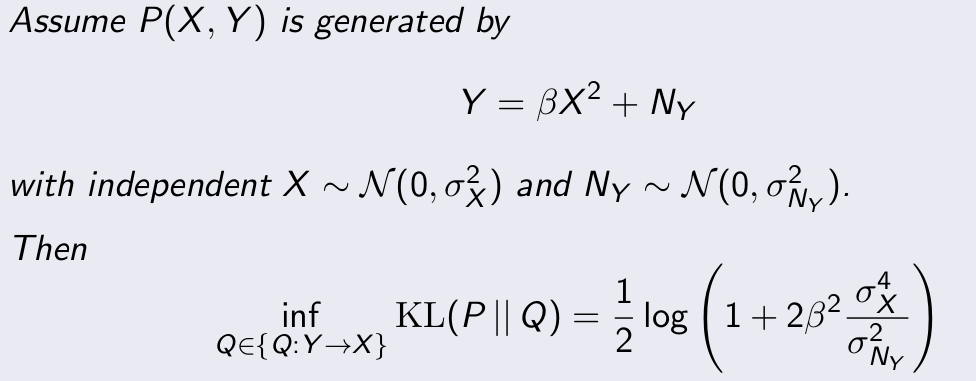 Assume P(X, Y) is generated by
Y = βX² + N_Y
with independent X ∼ 𝒩(0, σ_X²) and N_Y ∼ 𝒩(0, σ_{N_Y}²).
Then
inf_{Q∈{Q:Y→X}} KL(P || Q) = 1/2 log(1 + 2β² σ_X⁴/σ_{N_Y}²)